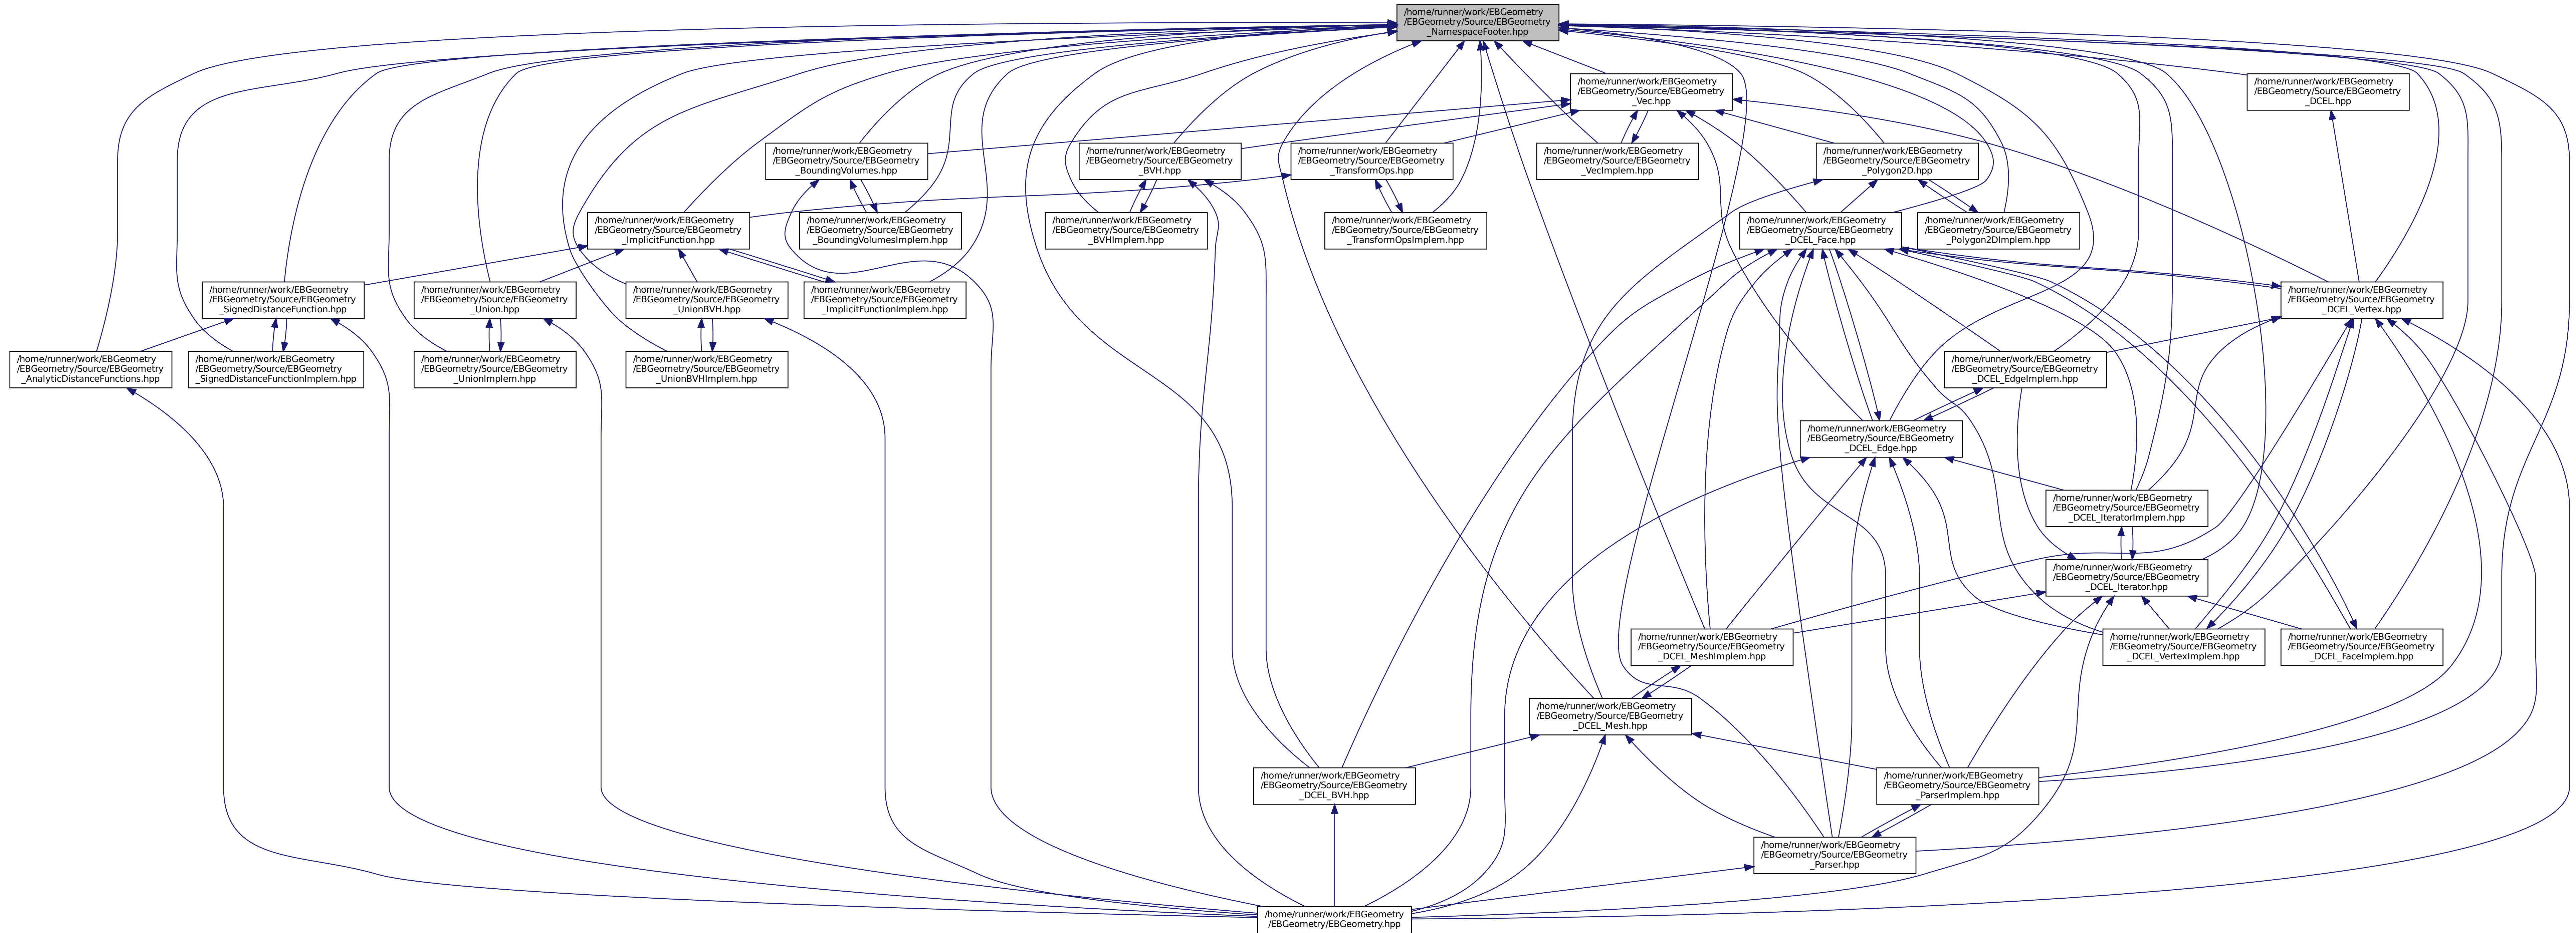 /home/runner/work/EBGeometry
/EBGeometry/Source/EBGeometry
_NamespaceFooter.hpp
/home/runner/work/EBGeometry
/EBGeometry/Source/EBGeometry
_Vec.hpp
/home/runner/work/EBGeometry
/EBGeometry/Source/EBGeometry
_DCEL.hpp
/home/runner/work/EBGeometry
/EBGeometry/Source/EBGeometry
_BoundingVolumes.hpp
/home/runner/work/EBGeometry
/EBGeometry/Source/EBGeometry
_BVH.hpp
/home/runner/work/EBGeometry
/EBGeometry/Source/EBGeometry
_TransformOps.hpp
/home/runner/work/EBGeometry
/EBGeometry/Source/EBGeometry
_VecImplem.hpp
/home/runner/work/EBGeometry
/EBGeometry/Source/EBGeometry
_Polygon2D.hpp
/home/runner/work/EBGeometry
/EBGeometry/Source/EBGeometry
_ImplicitFunction.hpp
/home/runner/work/EBGeometry
/EBGeometry/Source/EBGeometry
_BoundingVolumesImplem.hpp
/home/runner/work/EBGeometry
/EBGeometry/Source/EBGeometry
_BVHImplem.hpp
/home/runner/work/EBGeometry
/EBGeometry/Source/EBGeometry
_TransformOpsImplem.hpp
/home/runner/work/EBGeometry
/EBGeometry/Source/EBGeometry
_DCEL_Face.hpp
/home/runner/work/EBGeometry
/EBGeometry/Source/EBGeometry
_Polygon2DImplem.hpp
/home/runner/work/EBGeometry
/EBGeometry/Source/EBGeometry
_SignedDistanceFunction.hpp
/home/runner/work/EBGeometry
/EBGeometry/Source/EBGeometry
_Union.hpp
/home/runner/work/EBGeometry
/EBGeometry/Source/EBGeometry
_UnionBVH.hpp
/home/runner/work/EBGeometry
/EBGeometry/Source/EBGeometry
_ImplicitFunctionImplem.hpp
/home/runner/work/EBGeometry
/EBGeometry/Source/EBGeometry
_DCEL_Vertex.hpp
/home/runner/work/EBGeometry
/EBGeometry/Source/EBGeometry
_AnalyticDistanceFunctions.hpp
/home/runner/work/EBGeometry
/EBGeometry/Source/EBGeometry
_SignedDistanceFunctionImplem.hpp
/home/runner/work/EBGeometry
/EBGeometry/Source/EBGeometry
_UnionImplem.hpp
/home/runner/work/EBGeometry
/EBGeometry/Source/EBGeometry
_UnionBVHImplem.hpp
/home/runner/work/EBGeometry
/EBGeometry/Source/EBGeometry
_DCEL_EdgeImplem.hpp
/home/runner/work/EBGeometry
/EBGeometry/Source/EBGeometry
_DCEL_Edge.hpp
/home/runner/work/EBGeometry
/EBGeometry/Source/EBGeometry
_DCEL_IteratorImplem.hpp
/home/runner/work/EBGeometry
/EBGeometry/Source/EBGeometry
_DCEL_Iterator.hpp
/home/runner/work/EBGeometry
/EBGeometry/Source/EBGeometry
_DCEL_MeshImplem.hpp
/home/runner/work/EBGeometry
/EBGeometry/Source/EBGeometry
_DCEL_VertexImplem.hpp
/home/runner/work/EBGeometry
/EBGeometry/Source/EBGeometry
_DCEL_FaceImplem.hpp
/home/runner/work/EBGeometry
/EBGeometry/Source/EBGeometry
_DCEL_Mesh.hpp
/home/runner/work/EBGeometry
/EBGeometry/Source/EBGeometry
_DCEL_BVH.hpp
/home/runner/work/EBGeometry
/EBGeometry/Source/EBGeometry
_ParserImplem.hpp
/home/runner/work/EBGeometry
/EBGeometry/Source/EBGeometry
_Parser.hpp
/home/runner/work/EBGeometry
/EBGeometry/EBGeometry.hpp